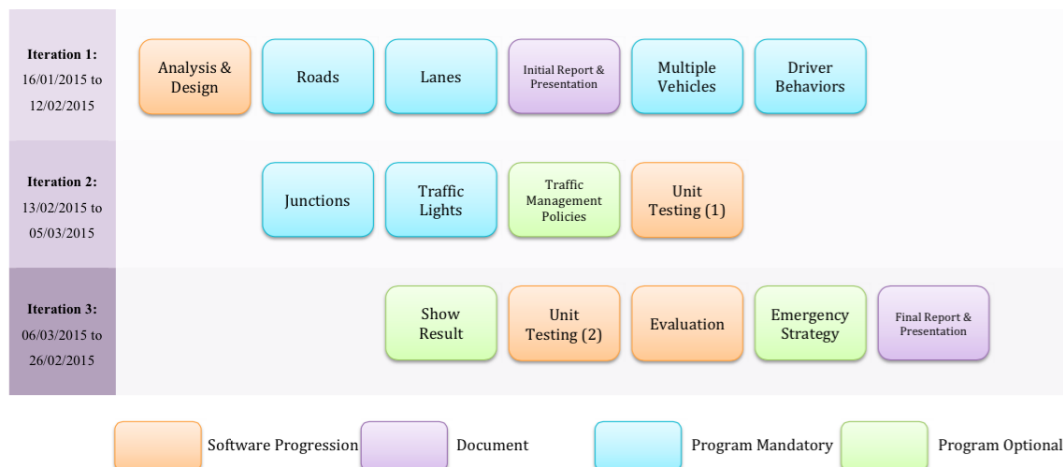 Iteration 1:
16/01/2015 to
12/02/2015
Analysis &
Design
Roads
Lanes
Initial Report &
Presentation
Multiple
Vehicles
Driver
Behaviors
Iteration 2:
13/02/2015 to
05/03/2015
Junctions
Traffic
Lights
Traffic
Management
Policies
Unit
Testing (1)
Iteration 3:
06/03/2015 to
26/02/2015
Show
Result
Unit
Testing (2)
Evaluation
Emergency
Strategy
Final Report &
Presentation
Software Progression
Document
Program Mandatory
Program Optional